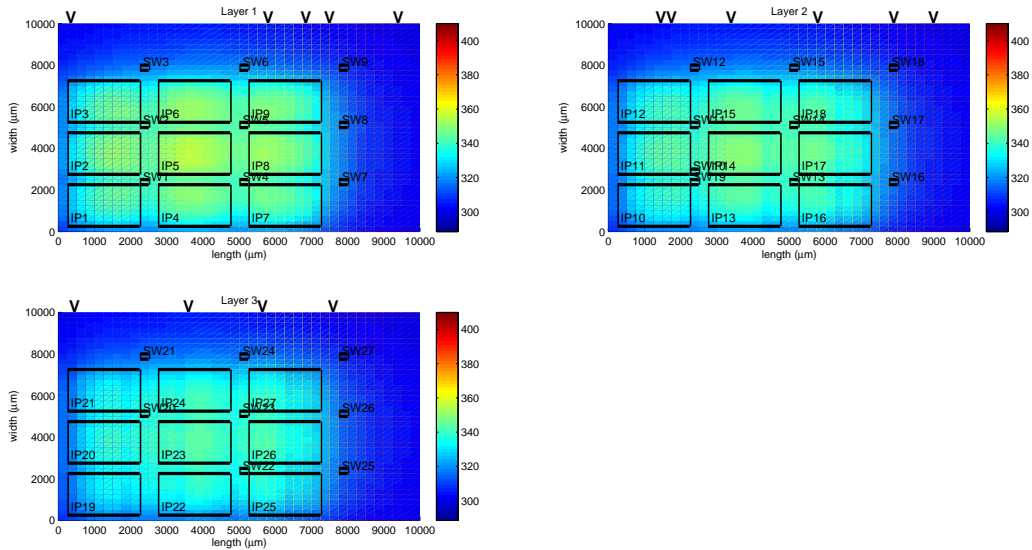 Layer 1
V V V V V
10000
8000
6000
4000
2000
0
width (µm)
SW3 SW6 SW9
IP3 IP6 IP9
SW8
IP2 IP5 IP8
SW1 SW4 SW7
IP1 IP4 IP7
0 1000 2000 3000 4000 5000 6000 7000 8000 9000 10000
length (µm)
400
380
360
340
320
300
Layer 2
V V V V V V
10000
8000
6000
4000
2000
0
width (µm)
SW12 SW15 SW18
IP12 IP15 IP18
SW17
IP11 IP14 IP17
SW10
SW19 SW13 SW16
IP10 IP13 IP16
0 1000 2000 3000 4000 5000 6000 7000 8000 9000 10000
length (µm)
400
380
360
340
320
300
Layer 3
V V V V
10000
8000
6000
4000
2000
0
width (µm)
SW21 SW24 SW27
IP21 IP24 IP27
SW20 SW23 SW26
IP20 IP23 IP26
SW22 SW25
IP19 IP22 IP25
0 1000 2000 3000 4000 5000 6000 7000 8000 9000 10000
length (µm)
400
380
360
340
320
300